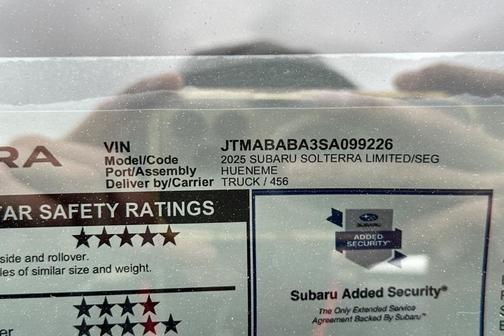 RA
VIN JTMABABA3SA099226
Model/Code 2025 SUBARU SOLTERRA LIMITED/SEG
Port/Assembly HUENEME
Deliver by/Carrier TRUCK / 456
AR SAFETY RATINGS
side and rollover.
les of similar size and weight.
SUBARU
ADDED
SECURITY
Subaru Added Security®
The Only Extended Service
Agreement Backed By Subaru™